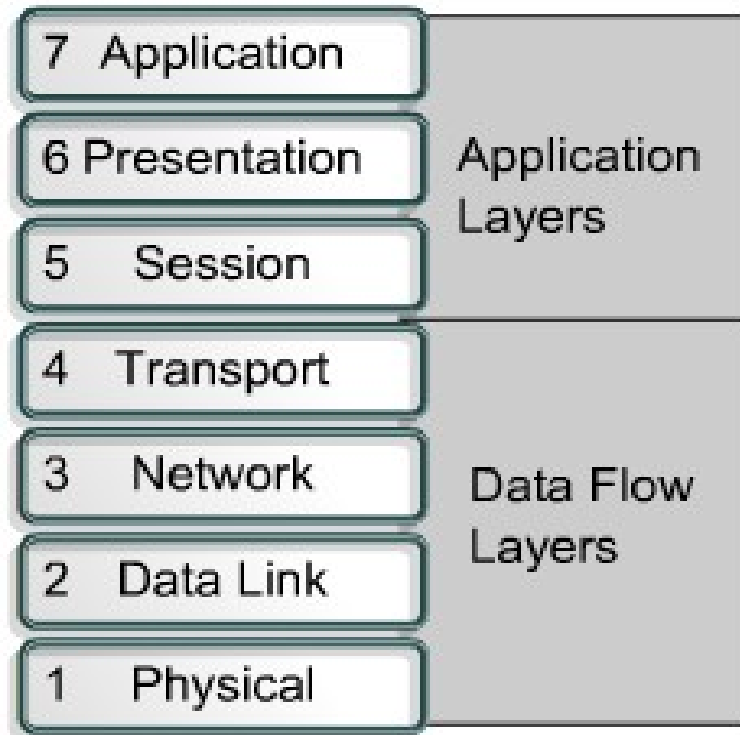 7 Application
6 Presentation
5 Session
4 Transport
3 Network
2 Data Link
1 Physical
Application
Layers
Data Flow
Layers